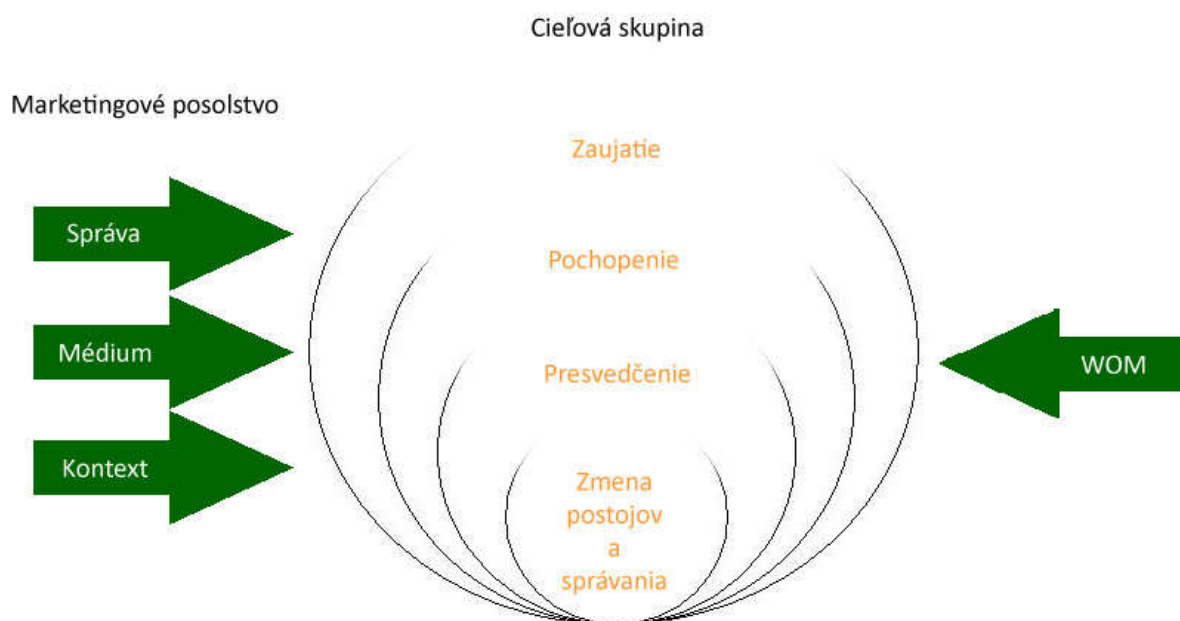 Cieľová skupina
Marketingové posolstvo
Zaujatie
Správa
Pochopenie
Médium
WOM
Presvedčenie
Kontext
Zmena
postojov
a
správania